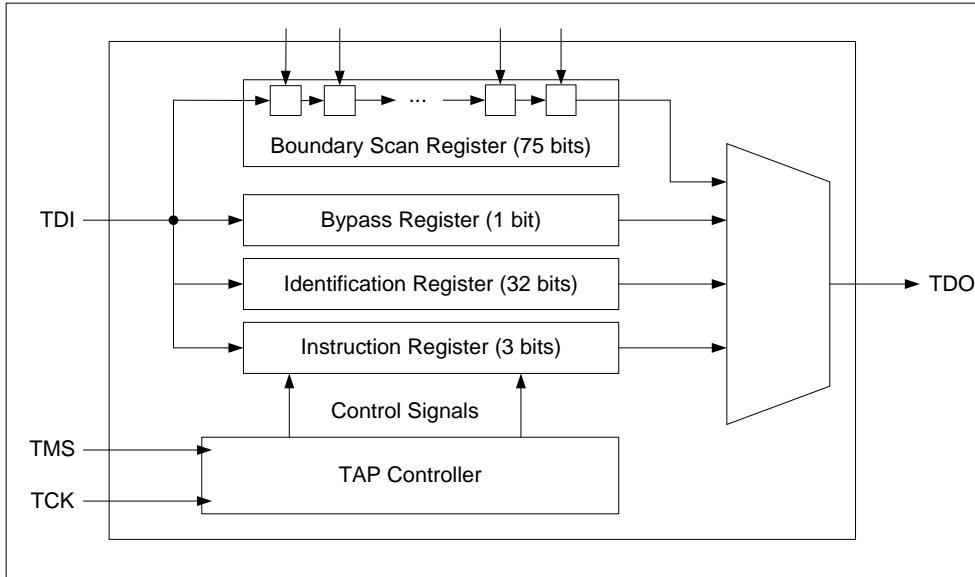 ...
Boundary Scan Register (75 bits)
TDI
Bypass Register (1 bit)
Identification Register (32 bits)
TDO
Instruction Register (3 bits)
Control Signals
TMS
TAP Controller
TCK